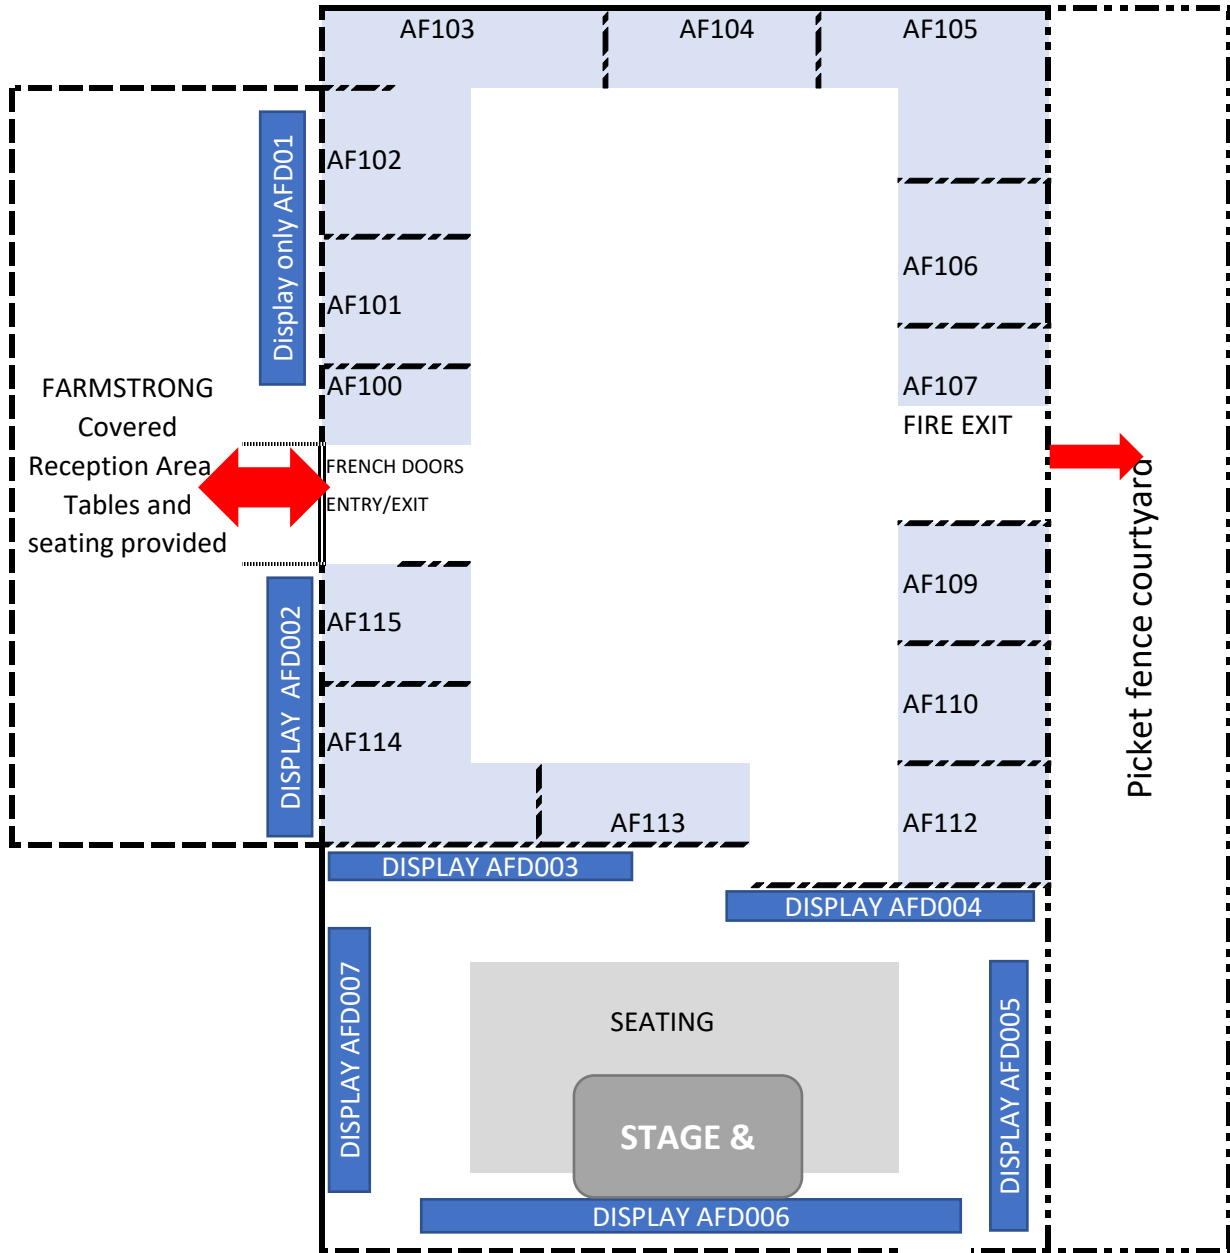 AF103
AF104
AF105
Display only AFD01
AF102
AF101
AF100
AF106
AF107
FIRE EXIT
FARMSTRONG
Covered
Reception Area
Tables and
seating provided
FRENCH DOORS
ENTRY/EXIT
Picket fence courtyard
DISPLAY AFD002
AF115
AF114
AF113
AF109
AF110
AF112
DISPLAY AFD003
DISPLAY AFD004
DISPLAY AFD007
SEATING
STAGE &
DISPLAY AFD005
DISPLAY AFD006